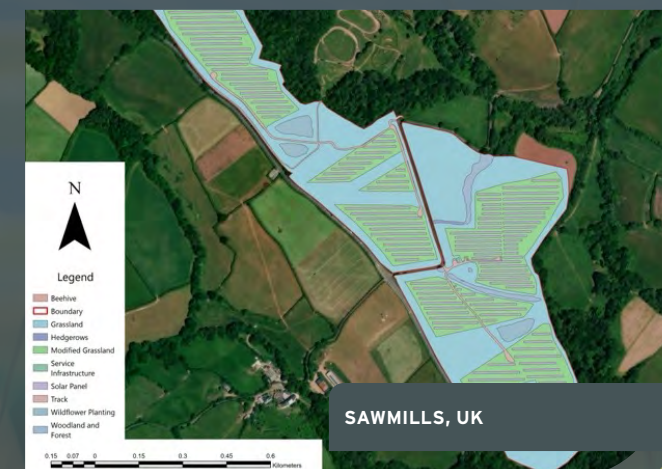 N
Legend
Beehive
Boundary
Grassland
Hedgerows
Modified Grassland
Service
Infrastructure
Solar Panel
Track
Wildflower Planting
Woodland and
Forest
0.15 0.07 0 0.15 0.3 0.45 0.6
Kilometers
SAWMILLS, UK